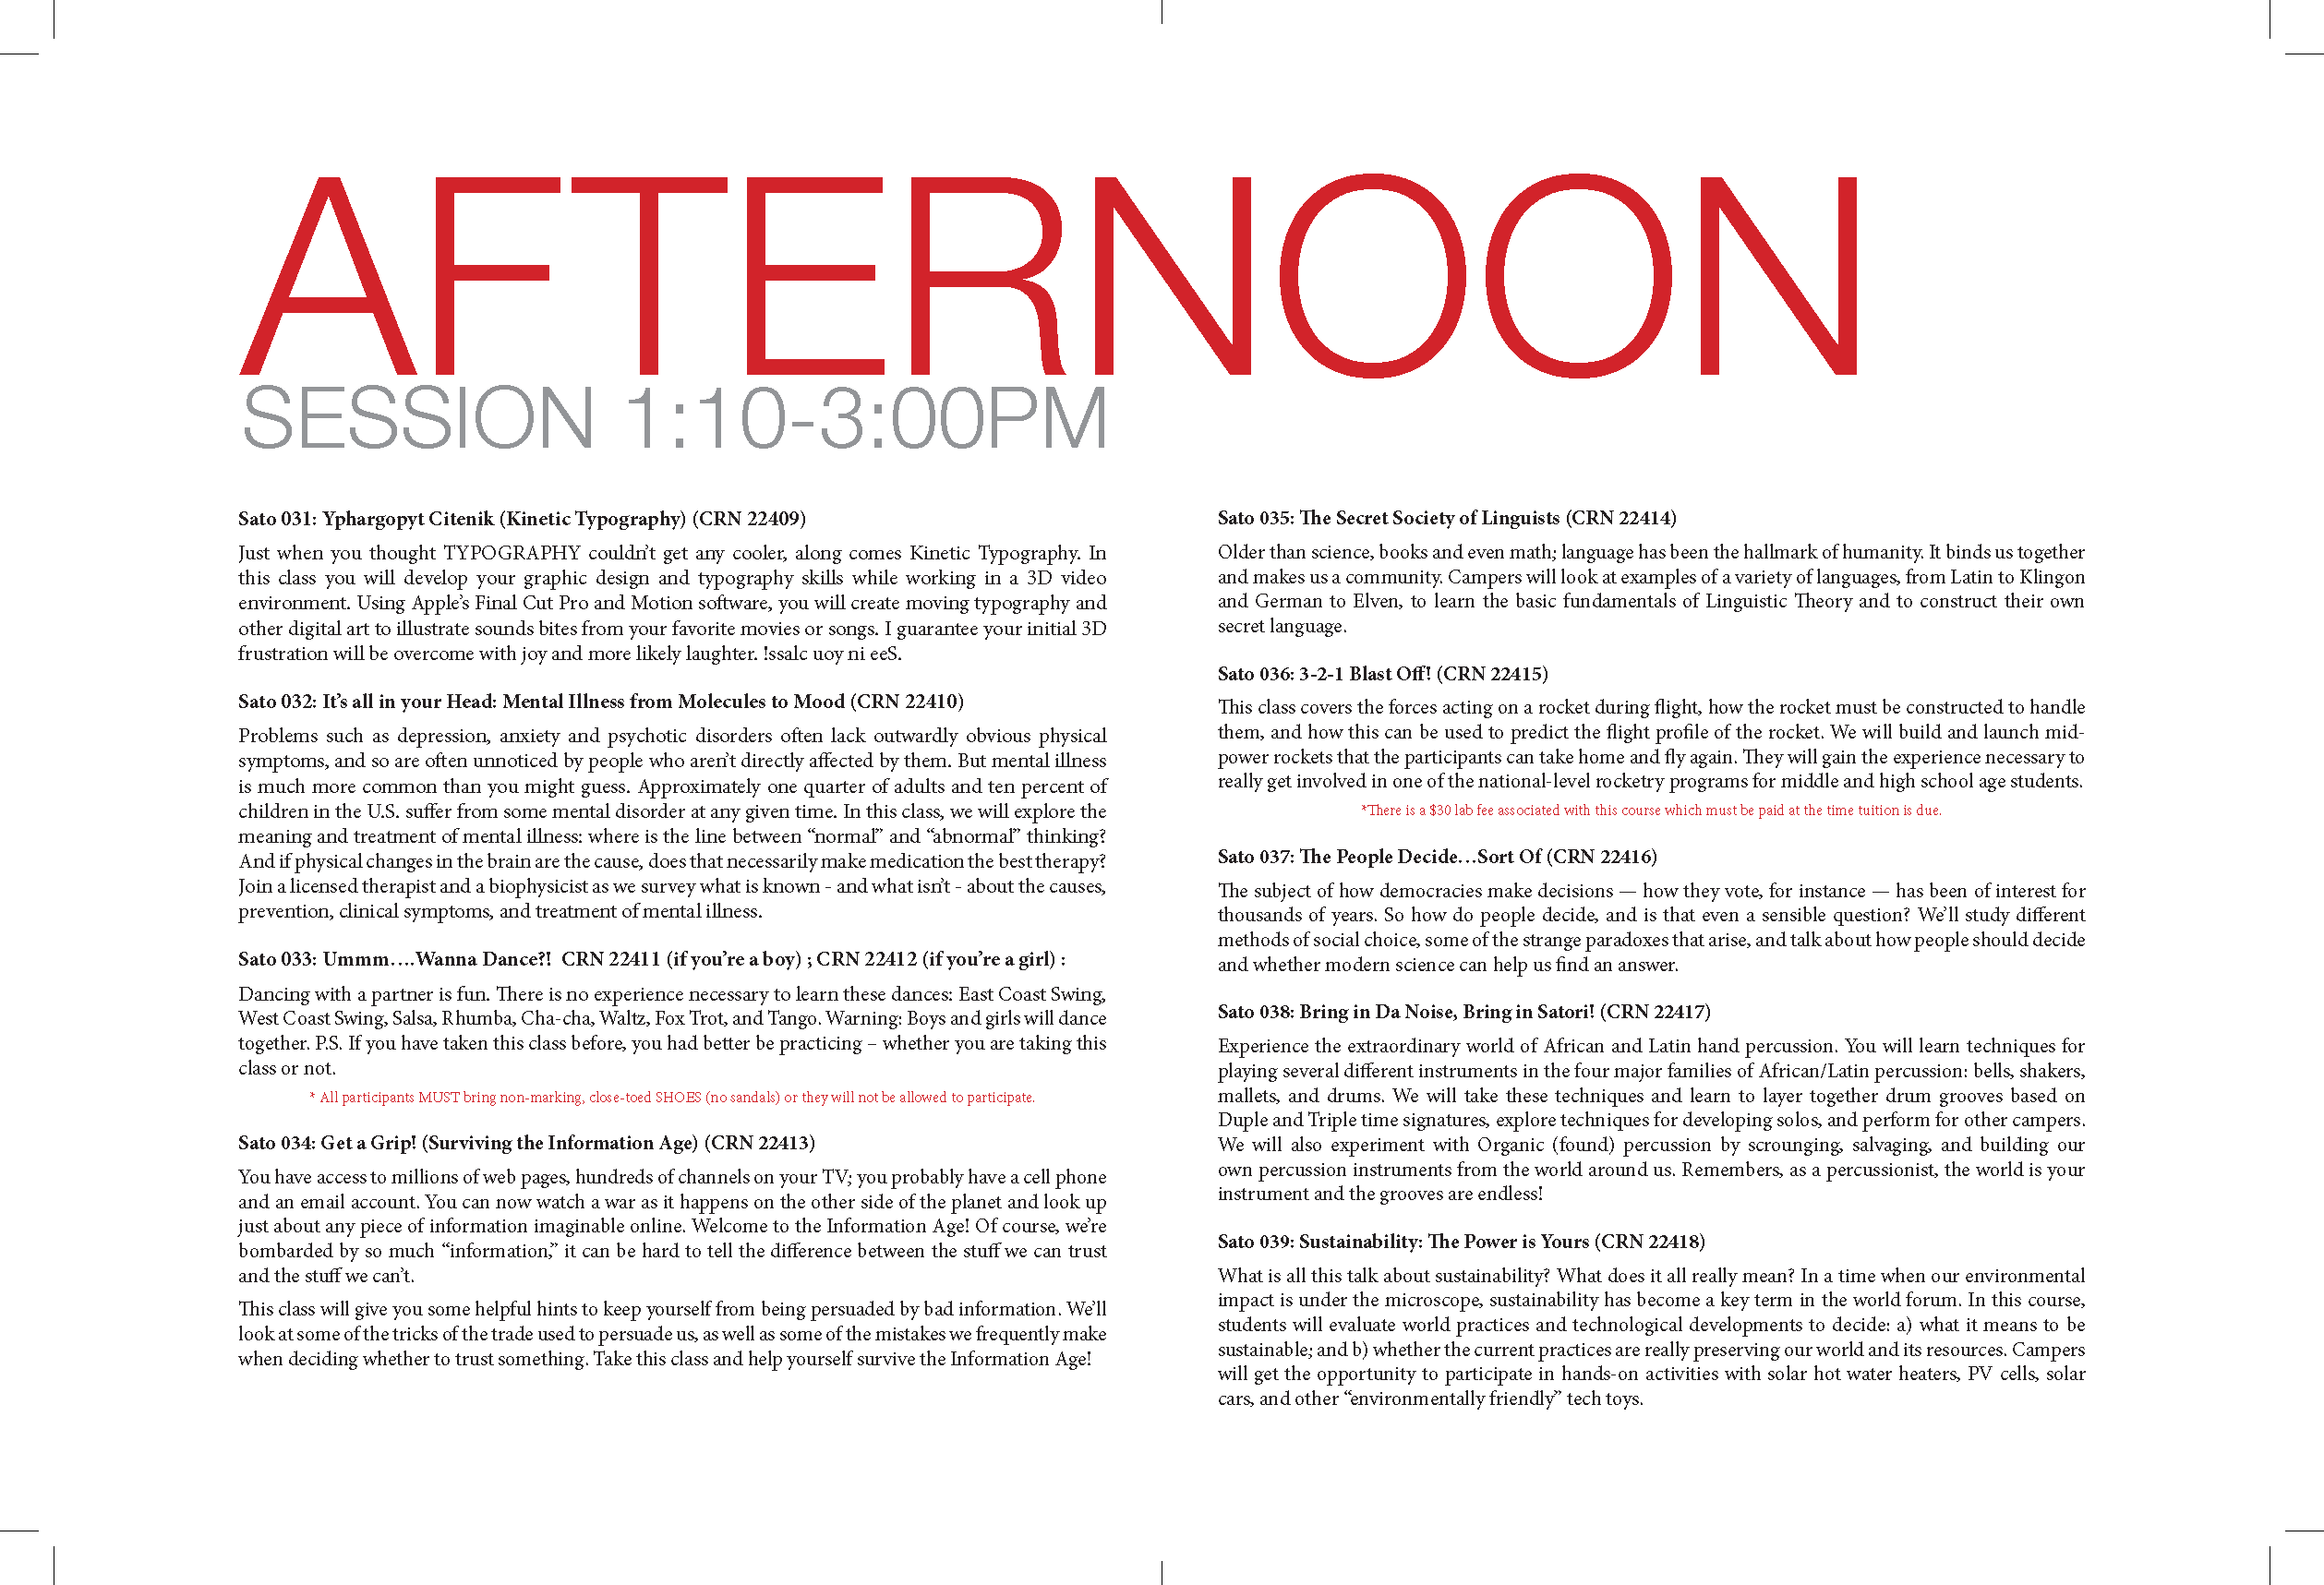 AFTERNOON
SESSION 1:10-3:00PM
Sato 031: Yphargopyt Citenik (Kinetic Typography) (CRN 22409)
Just when you thought TYPOGRAPHY couldn’t get any cooler, along comes Kinetic Typography. In
this class you will develop your graphic design and typography skills while working in a 3D video
environment. Using Apple’s Final Cut Pro and Motion software, you will create moving typography and
other digital art to illustrate sounds bites from your favorite movies or songs. I guarantee your initial 3D
frustration will be overcome with joy and more likely laughter. !ssalc uoy ni eeS.
Sato 032: It’s all in your Head: Mental Illness from Molecules to Mood (CRN 22410)
Problems such as depression, anxiety and psychotic disorders often lack outwardly obvious physical
symptoms, and so are often unnoticed by people who aren’t directly affected by them. But mental illness
is much more common than you might guess. Approximately one quarter of adults and ten percent of
children in the U.S. suffer from some mental disorder at any given time. In this class, we will explore the
meaning and treatment of mental illness: where is the line between “normal” and “abnormal” thinking?
And if physical changes in the brain are the cause, does that necessarily make medication the best therapy?
Join a licensed therapist and a biophysicist as we survey what is known - and what isn’t - about the causes,
prevention, clinical symptoms, and treatment of mental illness.
Sato 033: Ummm….Wanna Dance?!  CRN 22411 (if you’re a boy) ; CRN 22412 (if you’re a girl) :
Dancing with a partner is fun. There is no experience necessary to learn these dances: East Coast Swing,
West Coast Swing, Salsa, Rhumba, Cha-cha, Waltz, Fox Trot, and Tango. Warning: Boys and girls will dance
together. P.S. If you have taken this class before, you had better be practicing – whether you are taking this
class or not.
* All participants MUST bring non-marking, close-toed SHOES (no sandals) or they will not be allowed to participate.
Sato 034: Get a Grip! (Surviving the Information Age) (CRN 22413)
You have access to millions of web pages, hundreds of channels on your TV; you probably have a cell phone
and an email account. You can now watch a war as it happens on the other side of the planet and look up
just about any piece of information imaginable online. Welcome to the Information Age! Of course, we’re
bombarded by so much “information,” it can be hard to tell the difference between the stuff we can trust
and the stuff we can’t.
This class will give you some helpful hints to keep yourself from being persuaded by bad information. We’ll
look at some of the tricks of the trade used to persuade us, as well as some of the mistakes we frequently make
when deciding whether to trust something. Take this class and help yourself survive the Information Age!
Sato 035: The Secret Society of Linguists (CRN 22414)
Older than science, books and even math; language has been the hallmark of humanity. It binds us together
and makes us a community. Campers will look at examples of a variety of languages, from Latin to Klingon
and German to Elven, to learn the basic fundamentals of Linguistic Theory and to construct their own
secret language.
Sato 036: 3-2-1 Blast Off! (CRN 22415)
This class covers the forces acting on a rocket during flight, how the rocket must be constructed to handle
them, and how this can be used to predict the flight profile of the rocket. We will build and launch mid-
power rockets that the participants can take home and fly again. They will gain the experience necessary to
really get involved in one of the national-level rocketry programs for middle and high school age students.
*There is a $30 lab fee associated with this course which must be paid at the time tuition is due.
Sato 037: The People Decide…Sort Of (CRN 22416)
The subject of how democracies make decisions — how they vote, for instance — has been of interest for
thousands of years. So how do people decide, and is that even a sensible question? We’ll study different
methods of social choice, some of the strange paradoxes that arise, and talk about how people should decide
and whether modern science can help us find an answer.
Sato 038: Bring in Da Noise, Bring in Satori! (CRN 22417)
Experience the extraordinary world of African and Latin hand percussion. You will learn techniques for
playing several different instruments in the four major families of African/Latin percussion: bells, shakers,
mallets, and drums. We will take these techniques and learn to layer together drum grooves based on
Duple and Triple time signatures, explore techniques for developing solos, and perform for other campers.
We will also experiment with Organic (found) percussion by scrounging, salvaging, and building our
own percussion instruments from the world around us. Remembers, as a percussionist, the world is your
instrument and the grooves are endless!
Sato 039: Sustainability: The Power is Yours (CRN 22418)
What is all this talk about sustainability? What does it all really mean? In a time when our environmental
impact is under the microscope, sustainability has become a key term in the world forum. In this course,
students will evaluate world practices and technological developments to decide: a) what it means to be
sustainable; and b) whether the current practices are really preserving our world and its resources. Campers
will get the opportunity to participate in hands-on activities with solar hot water heaters, PV cells, solar
cars, and other “environmentally friendly” tech toys.